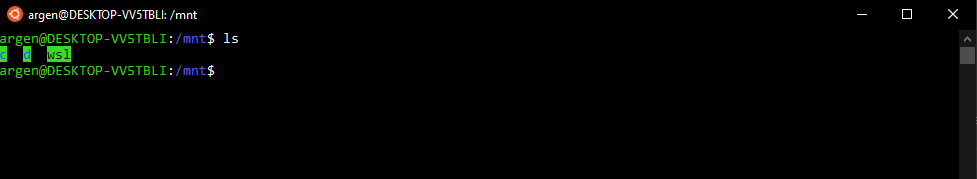 argen@DESKTOP-VV5TBLI: /mnt
argen@DESKTOP-VV5TBLI:/mnt$ ls
c  d  wsl
argen@DESKTOP-VV5TBLI:/mnt$